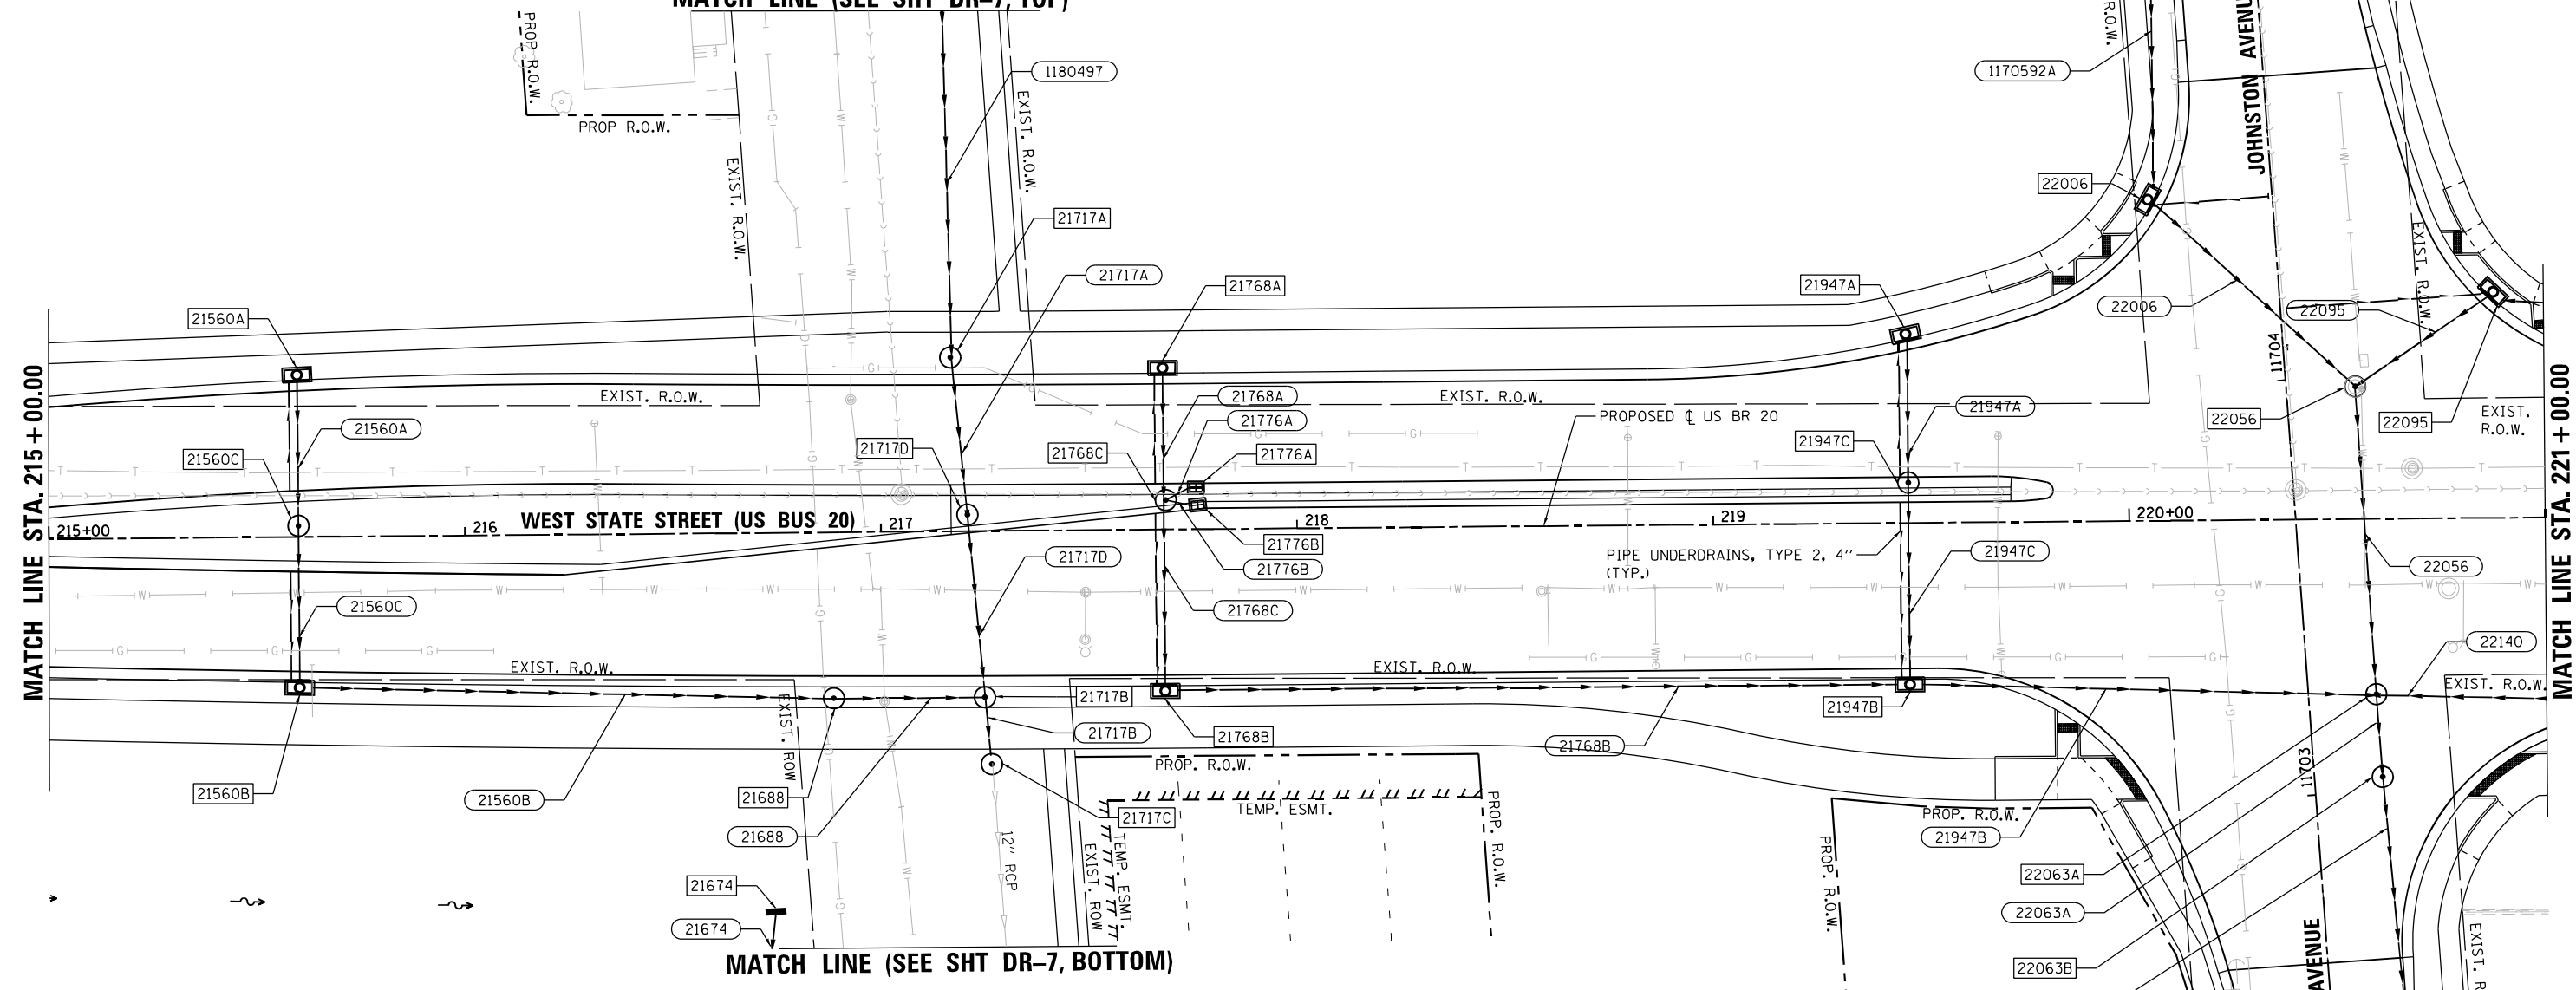 MATCH LINE (SEE SHT DR-7, TOP)
PROP R.O.W.
PROP R.O.W.
EXIST. R.O.W.
EXIST. R.O.W.
1180497
21717A
21717A
21768A
21560A
21560A
21560C
21560C
21717D
21717D
21768C
21768A
21776A
21776A
21776B
21776B
21768C
EXIST. R.O.W.
EXIST. R.O.W.
PROPOSED ℄ US BR 20
21947A
21947A
21947C
21947C
1170592A
R.O.W.
JOHNSTON AVENU
22006
22006
22095
EXIST. R.O.W.
11704
22056
22095
EXIST.
R.O.W.
MATCH LINE STA. 215+00.00
MATCH LINE STA. 221+00.00
215+00
216
WEST STATE STREET (US BUS 20)
217
218
219
220+00
PIPE UNDERDRAINS, TYPE 2, 4"
(TYP.)
22056
22140
EXIST. R.O.W.
EXIST. R.O.W.
EXIST. R.O.W.
21560B
21560B
21688
21688
EXIST. ROW
21717B
21717B
21717C
21768B
21768B
21947B
21947B
PROP. R.O.W.
TEMP. ESMT.
PROP. R.O.W.
TEMP. ESMT.
EXIST. ROW
12" RCP
PROP. R.O.W.
PROP. R.O.W.
11703
22063A
22063A
22063B
AVENUE
EXIST. R
21674
21674
MATCH LINE (SEE SHT DR-7, BOTTOM)